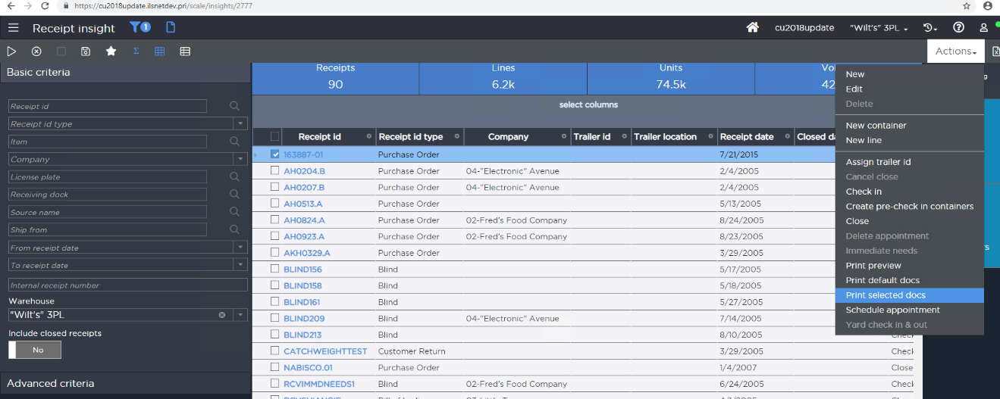 https://cu2018update.ilsnetdev.pri/scale/insights/2777
Receipt insight 1 cu2018update "Wilt's" 3PL
Σ Actions
Basic criteria
Receipt id
Receipt id type
Item
Company
License plate
Receiving dock
Source name
Ship from
From receipt date
To receipt date
Internal receipt number
Warehouse
"Wilt's" 3PL
Include closed receipts
No
Advanced criteria
Receipts Lines Units Vo
90 6.2k 74.5k 42
select columns
Receipt id Receipt id type Company Trailer id Trailer location Receipt date Closed da
163887-01 Purchase Order 7/21/2015
AH0204.B Purchase Order 04-"Electronic" Avenue 2/4/2005
AH0207.B Purchase Order 04-"Electronic" Avenue 2/4/2005
AH0513.A Purchase Order 5/13/2005
AH0824.A Purchase Order 02-Fred's Food Company 8/24/2005
AH0923.A Purchase Order 02-Fred's Food Company 8/23/2005
AKH0329.A Purchase Order 3/29/2005
BLIND156 Blind 5/17/2005
BLIND158 Blind 5/18/2005
BLIND161 Blind 5/27/2005
BLIND209 Blind 04-"Electronic" Avenue 7/14/2005
BLIND213 Blind 8/10/2005
CATCHWEIGHTTEST Customer Return 3/29/2005 Check
NABISCO.01 Purchase Order 1/4/2007 Close
RCVIMMDNEEDS1 Blind 02-Fred's Food Company 6/24/2005 Check
New
Edit
Delete
New container
New line
Assign trailer id
Cancel close
Check in
Create pre-check in containers
Close
Delete appointment
Immediate needs
Print preview
Print default docs
Print selected docs
Schedule appointment
Yard check in & out